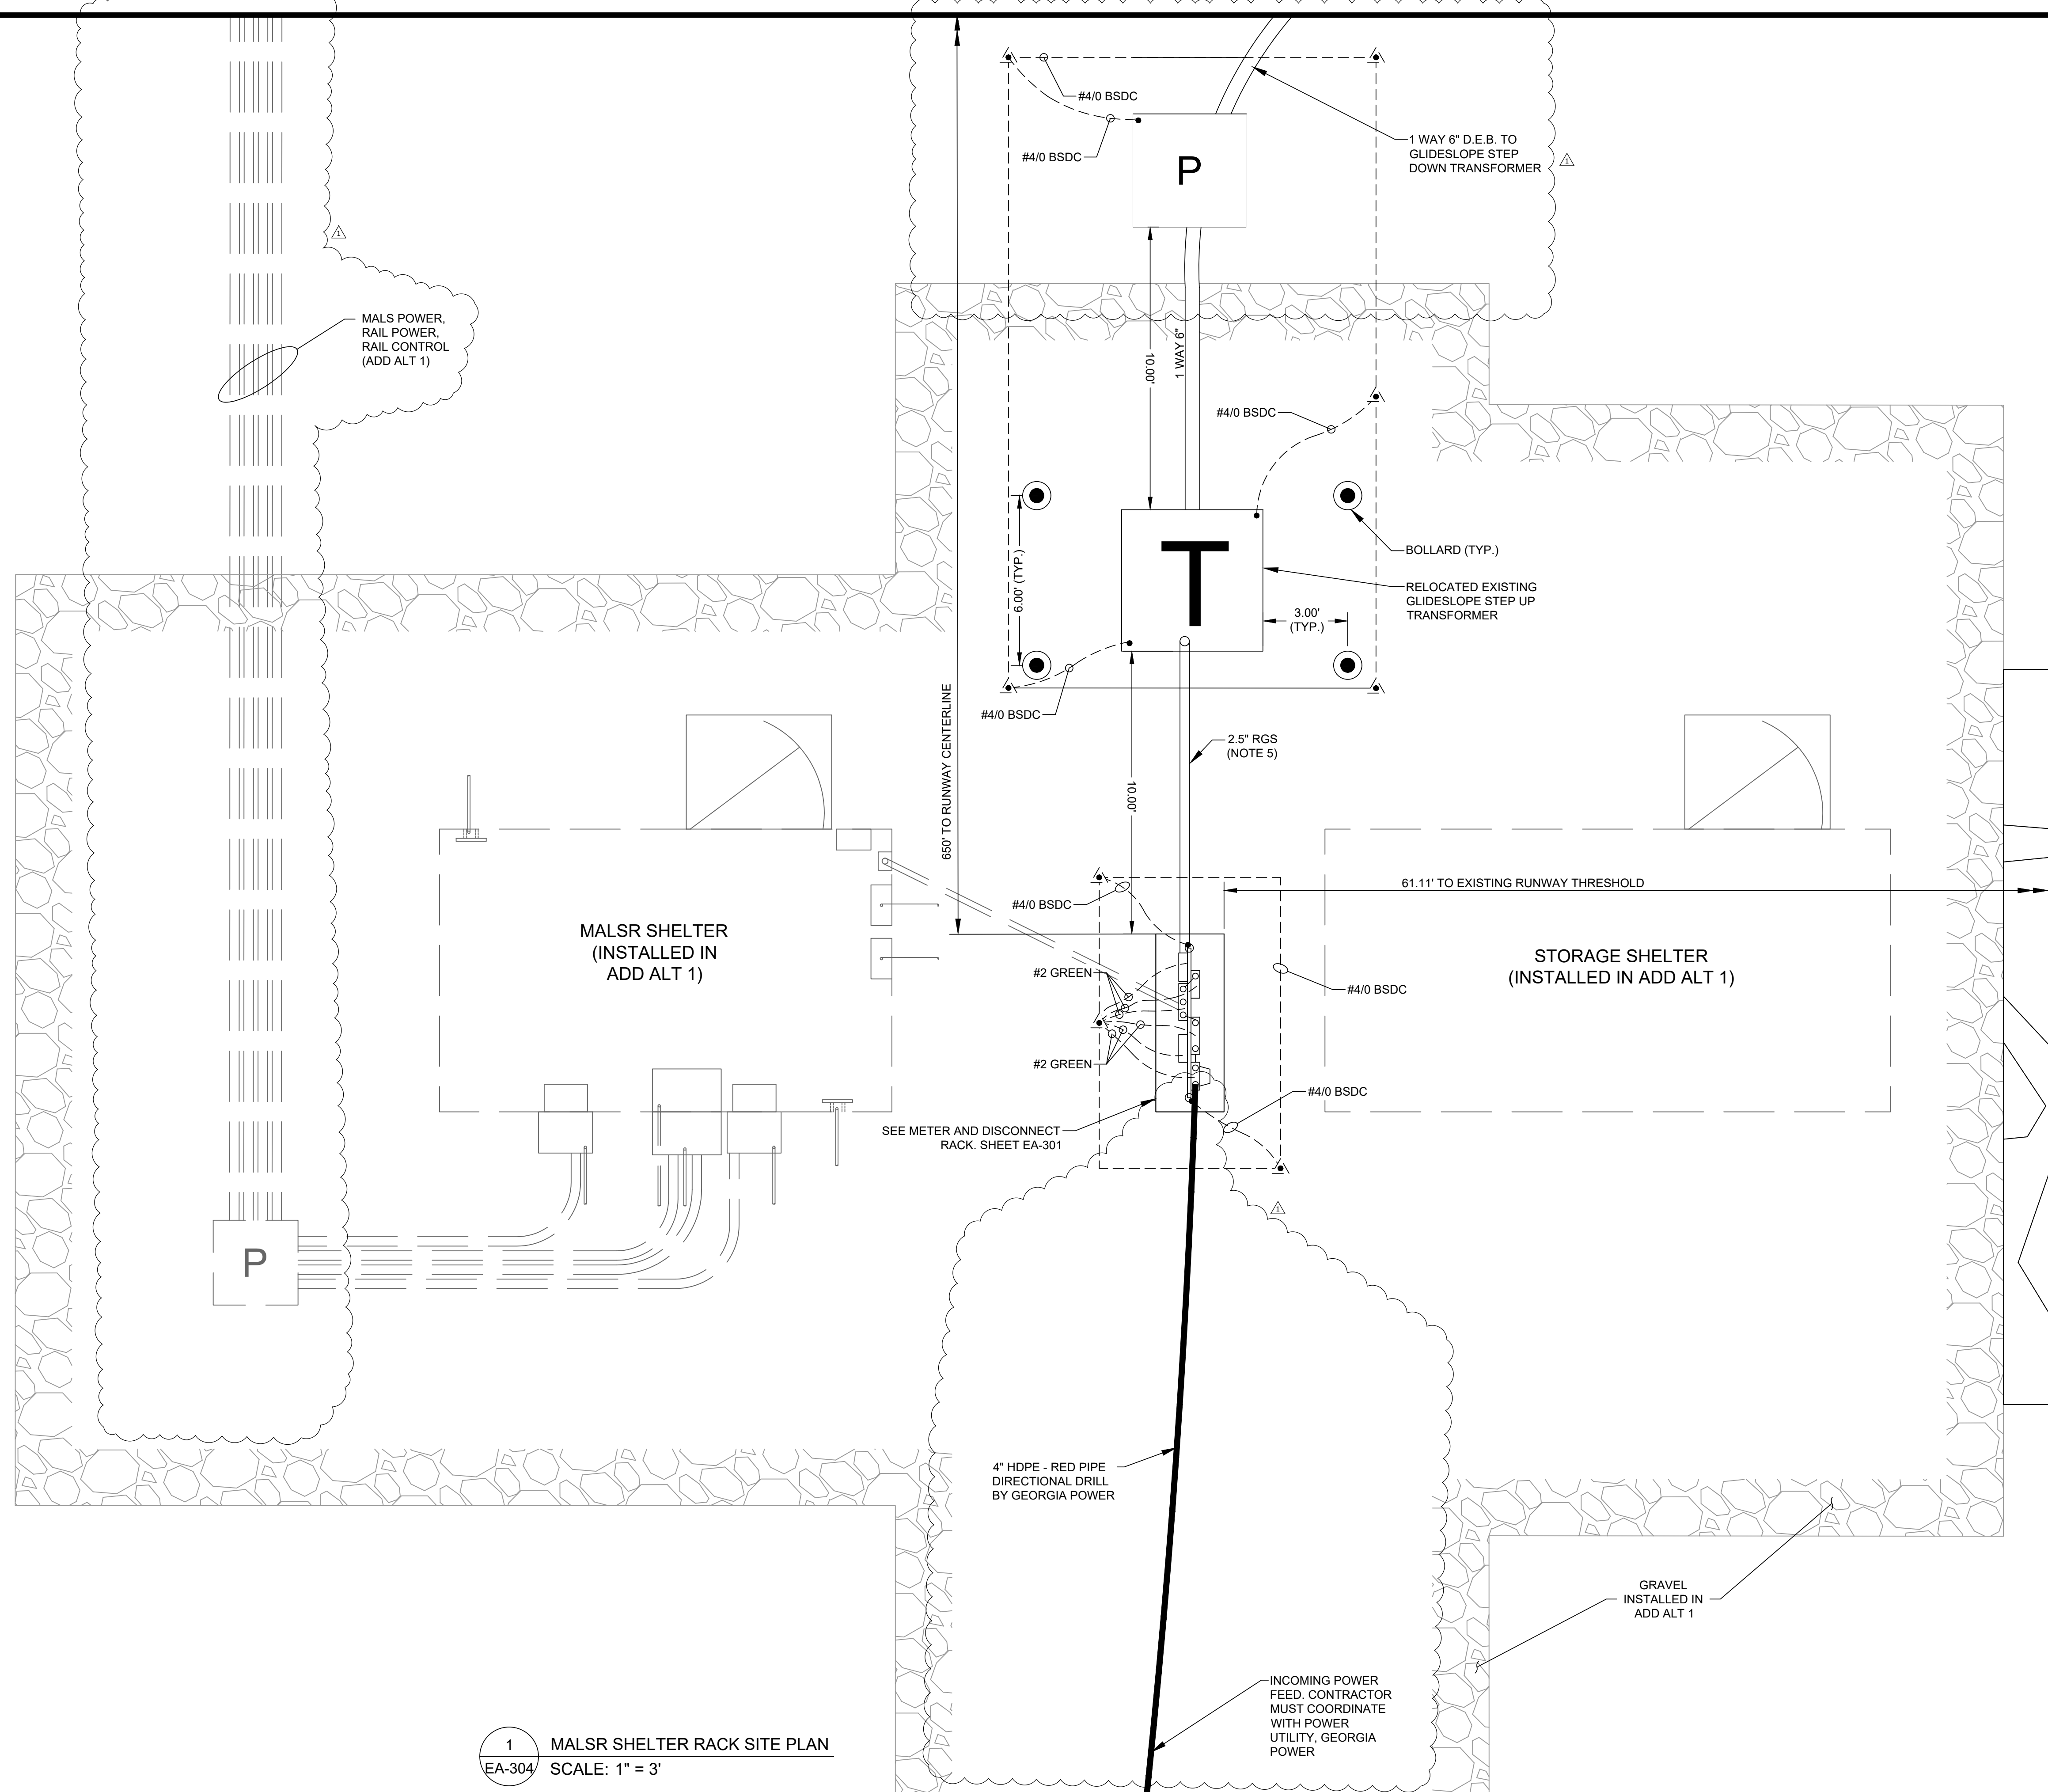 #4/0 BSDC
#4/0 BSDC
P
1 WAY 6" D.E.B. TO
GLIDESLOPE STEP
DOWN TRANSFORMER
1
1
MALS POWER,
RAIL POWER,
RAIL CONTROL
(ADD ALT 1)
10.00'
1 WAY 6"
#4/0 BSDC
BOLLARD (TYP.)
T
6.00' (TYP.)
RELOCATED EXISTING
GLIDESLOPE STEP UP
TRANSFORMER
3.00'
(TYP.)
#4/0 BSDC
650' TO RUNWAY CENTERLINE
2.5" RGS
(NOTE 5)
10.00'
61.11' TO EXISTING RUNWAY THRESHOLD
#4/0 BSDC
MALSR SHELTER
(INSTALLED IN
ADD ALT 1)
STORAGE SHELTER
(INSTALLED IN ADD ALT 1)
#2 GREEN
#4/0 BSDC
#2 GREEN
#4/0 BSDC
SEE METER AND DISCONNECT
RACK. SHEET EA-301
1
P
4" HDPE - RED PIPE
DIRECTIONAL DRILL
BY GEORGIA POWER
GRAVEL
INSTALLED IN
ADD ALT 1
INCOMING POWER
FEED. CONTRACTOR
MUST COORDINATE
WITH POWER
UTILITY, GEORGIA
POWER
1
EA-304
MALSR SHELTER RACK SITE PLAN
SCALE: 1" = 3'